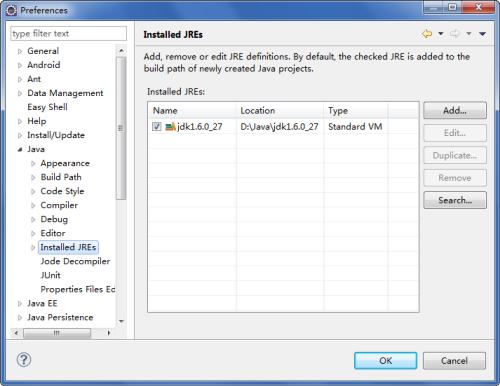 Preferences
type filter text
General
Android
Ant
Data Management
Easy Shell
Help
Install/Update
Java
Appearance
Build Path
Code Style
Compiler
Debug
Editor
Installed JREs
Jode Decompiler
JUnit
Properties Files Ed
Java EE
Java Persistence
Installed JREs
Add, remove or edit JRE definitions. By default, the checked JRE is added to the
build path of newly created Java projects.
Installed JREs:
Name Location Type
jdk1.6.0_27 D:\Java\jdk1.6.0_27 Standard VM
Add...
Edit...
Duplicate...
Remove
Search...
OK
Cancel